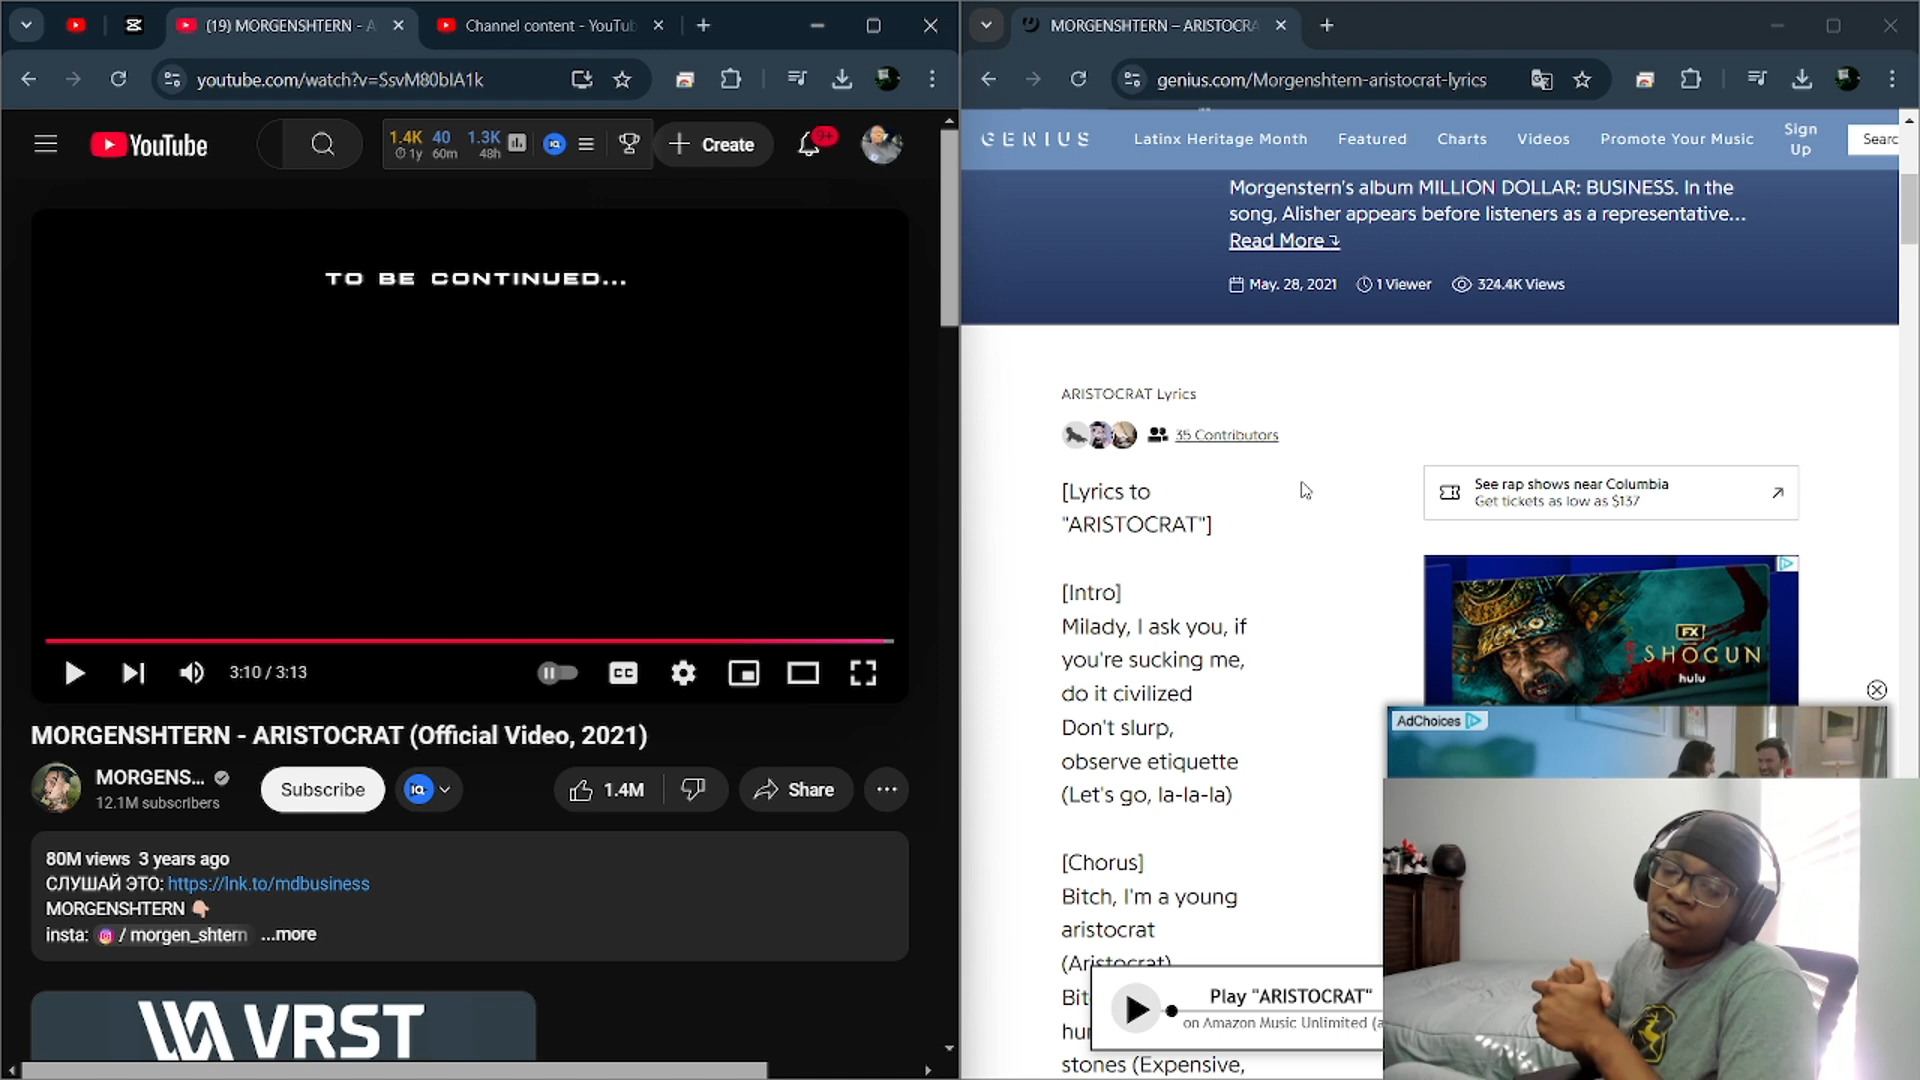 (19) MORGENSHTERN - A
Channel content - YouTub
youtube.com/watch?v=SsvM80bIA1k
YouTube
1.4K 40 1.3K
1y 60m 48h
Create
9+
TO BE CONTINUED...
3:10 / 3:13
CC
MORGENSHTERN - ARISTOCRAT (Official Video, 2021)
MORGENS...
12.1M subscribers
Subscribe
IQ
1.4M
Share
80M views 3 years ago
СЛУШАЙ ЭТО: https://lnk.to/mdbusiness
MORGENSHTERN
insta: / morgen_shtern ...more
VRST
MORGENSHTERN – ARISTOCRA
genius.com/Morgenshtern-aristocrat-lyrics
GENIUS
Latinx Heritage Month
Featured
Charts
Videos
Promote Your Music
Sign
Up
Searc
Morgenstern's album MILLION DOLLAR: BUSINESS. In the
song, Alisher appears before listeners as a representative...
Read More
May. 28, 2021 1 Viewer 324.4K Views
ARISTOCRAT Lyrics
35 Contributors
[Lyrics to
"ARISTOCRAT"]
See rap shows near Columbia
Get tickets as low as $137
[Intro]
Milady, I ask you, if
you're sucking me,
do it civilized
Don't slurp,
observe etiquette
(Let's go, la-la-la)
FX
SHOGUN
hulu
AdChoices
[Chorus]
Bitch, I'm a young
aristocrat
(Aristocrat)
Bit
hu
stones (Expensive,
Play "ARISTOCRAT"
on Amazon Music Unlimited (a